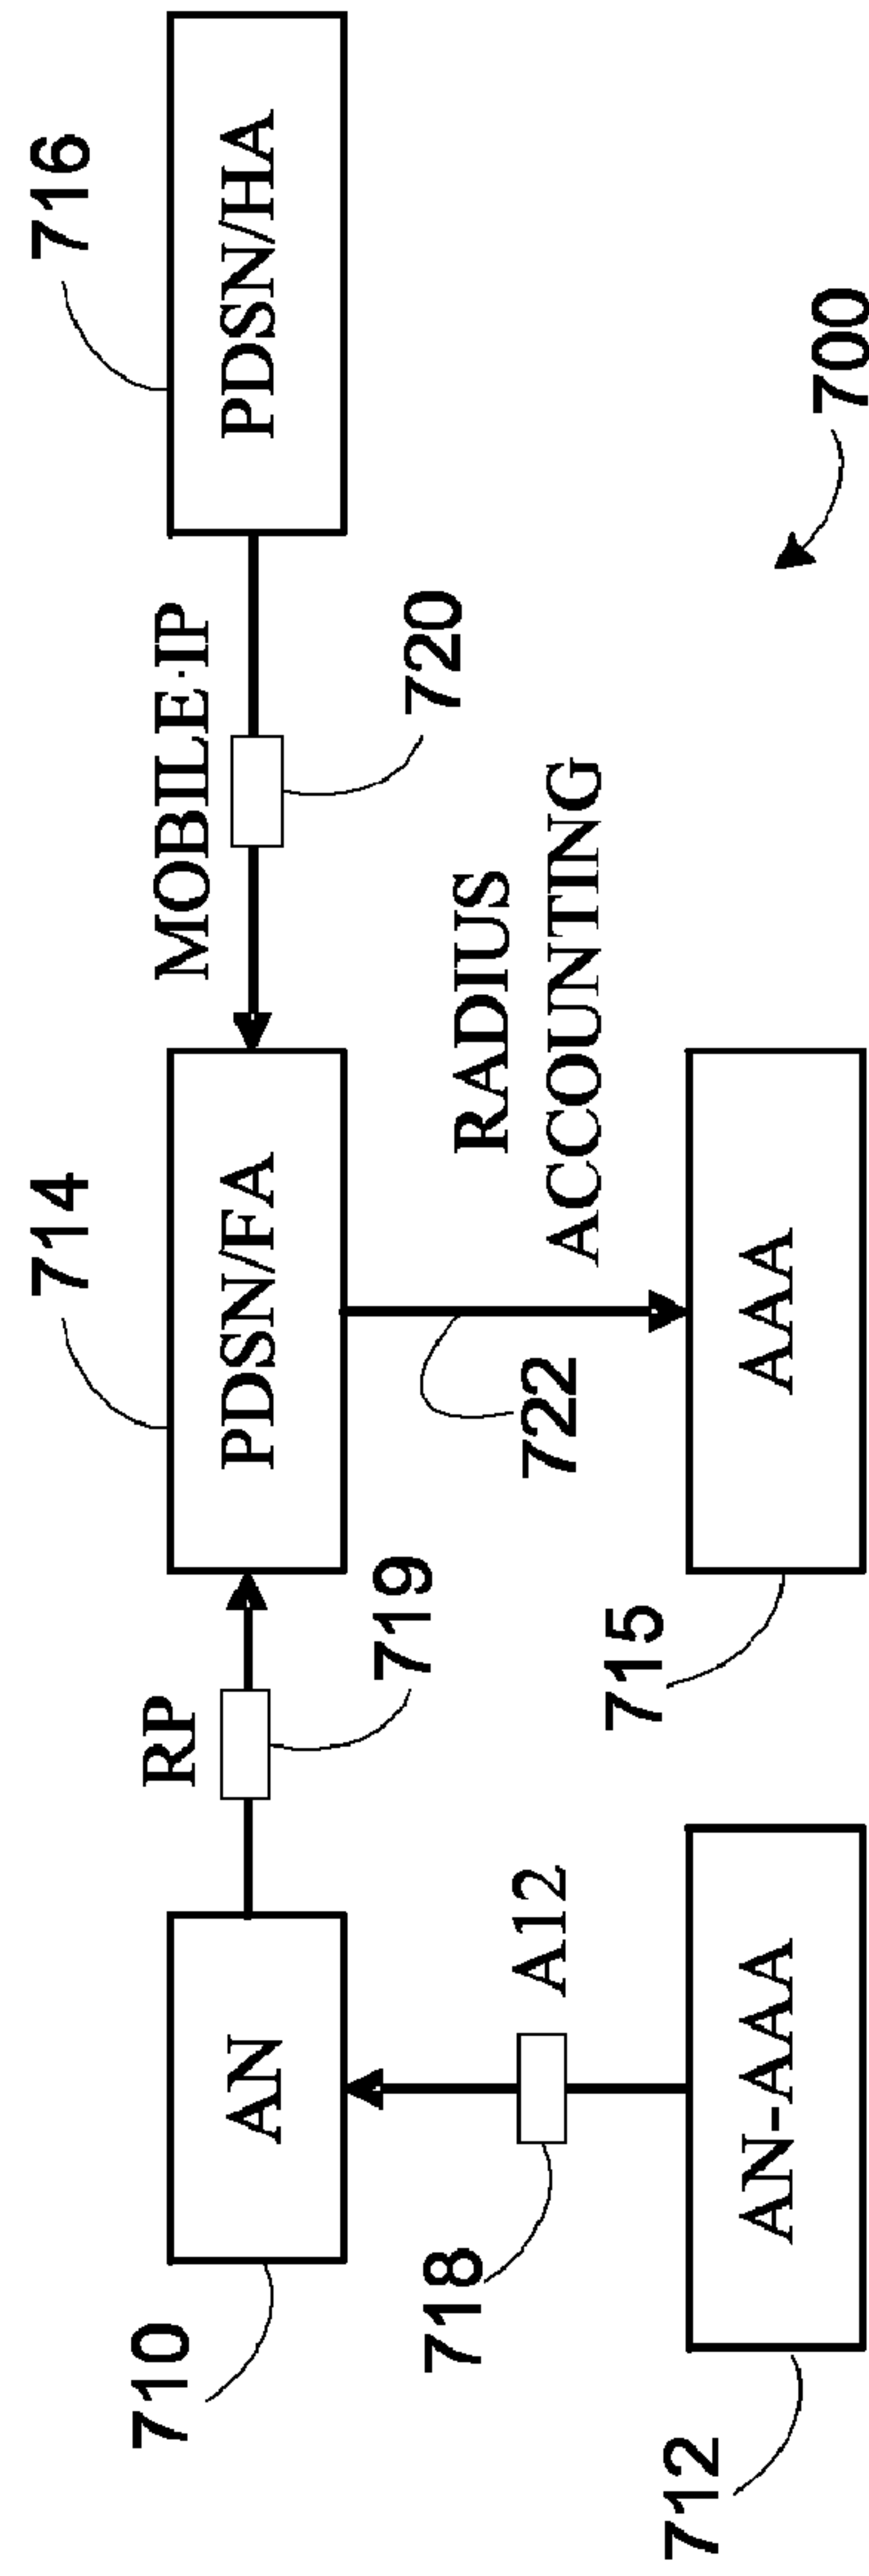 710
AN
RP
719
714
PDSN/FA
MOBILE·IP
720
716
PDSN/HA
718
A12
722
RADIUS
ACCOUNTING
712
AN-AAA
715
AAA
700